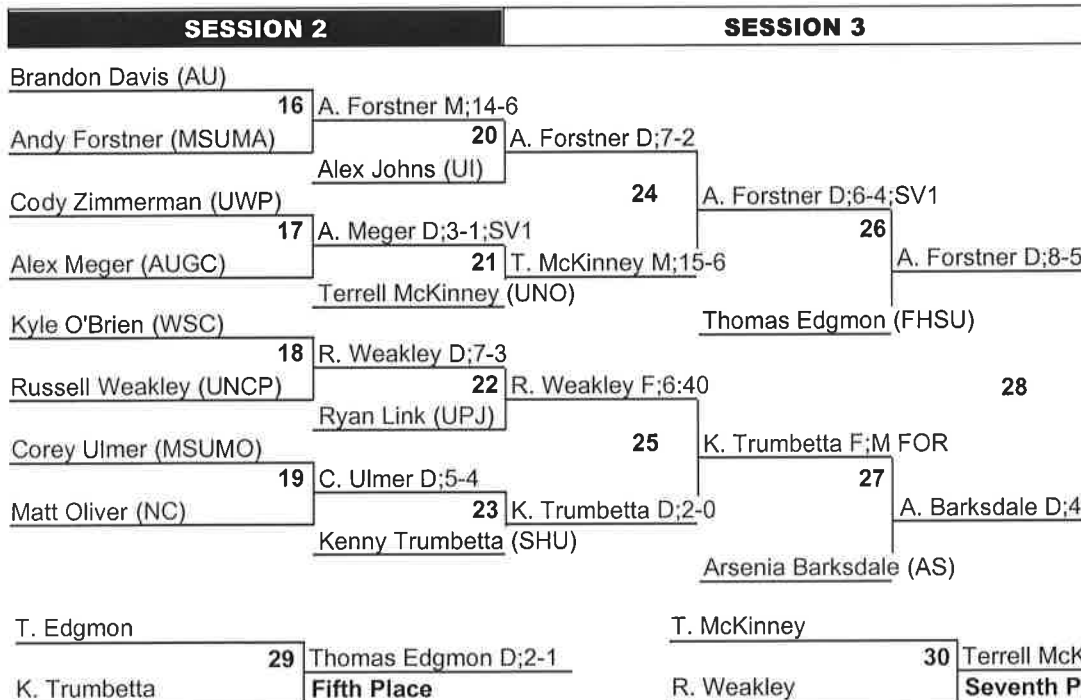 SESSION 2
SESSION 3
Brandon Davis (AU)
16
A. Forstner M;14-6
Andy Forstner (MSUMA)
20
A. Forstner D;7-2
Alex Johns (UI)
Cody Zimmerman (UWP)
24
A. Forstner D;6-4;SV1
17
A. Meger D;3-1;SV1
26
Alex Meger (AUGC)
21
T. McKinney M;15-6
A. Forstner D;8-5
Terrell McKinney (UNO)
Kyle O'Brien (WSC)
Thomas Edgmon (FHSU)
18
R. Weakley D;7-3
Russell Weakley (UNCP)
22
R. Weakley F;6:40
28
Ryan Link (UPJ)
Corey Ulmer (MSUMO)
25
K. Trumbetta F;M FOR
19
C. Ulmer D;5-4
27
Matt Oliver (NC)
23
K. Trumbetta D;2-0
A. Barksdale D;4
Kenny Trumbetta (SHU)
Arsenia Barksdale (AS)
T. Edgmon
29
Thomas Edgmon D;2-1
K. Trumbetta
Fifth Place
T. McKinney
30
Terrell McK
R. Weakley
Seventh P